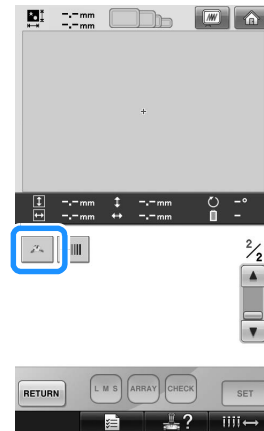 -.- mm
-.- mm
-.- mm -.- mm -°
-.- mm -.- mm -
2/2
RETURN L M S ARRAY CHECK SET
?